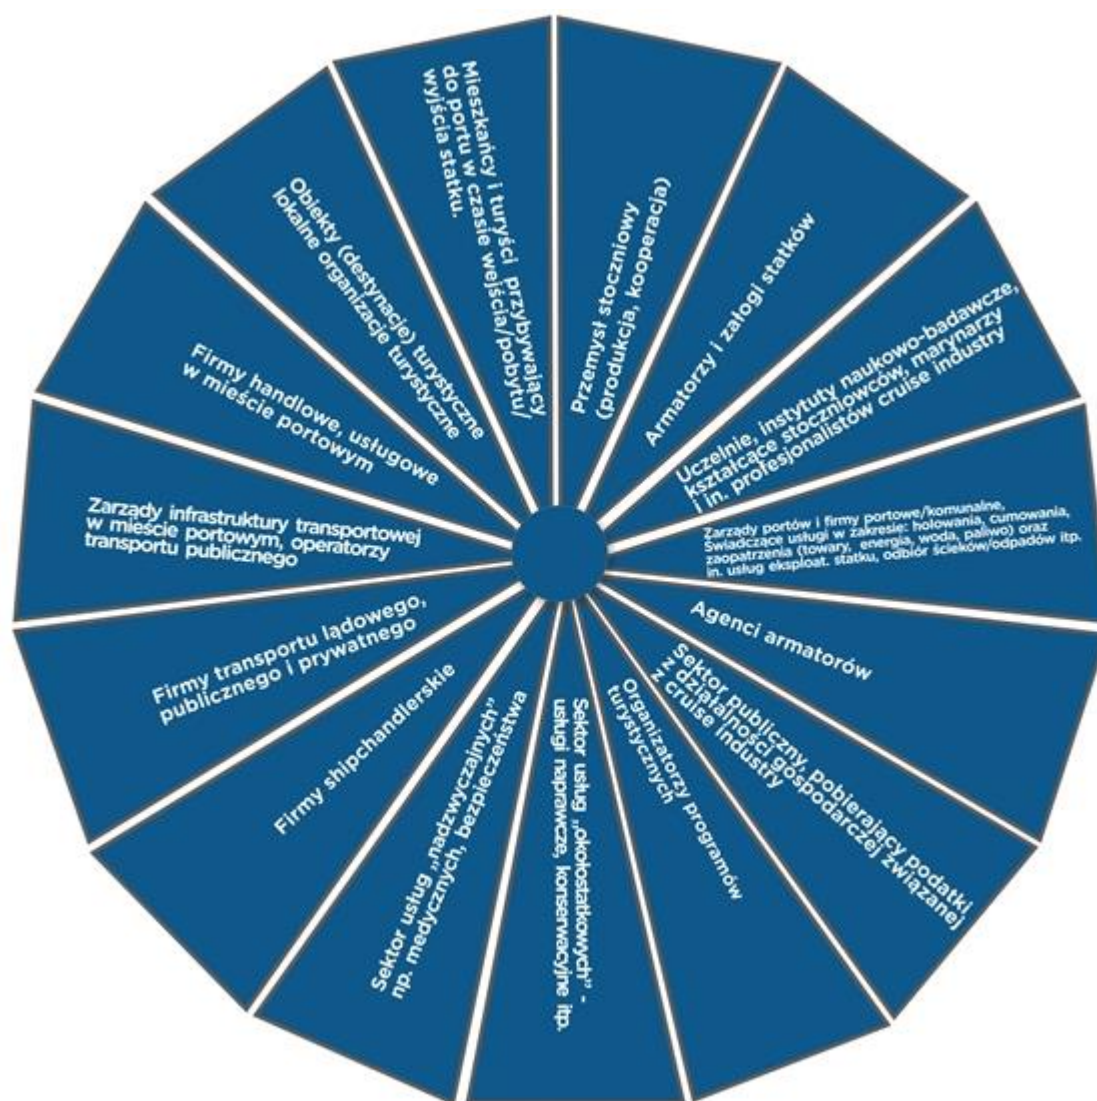 Przemysł stoczniowy
(produkcja, kooperacja)
Armatorzy i załogi statków
Uczelnie, instytuty naukowo-badawcze,
kształcące stoczniowców, marynarzy
i in. profesjonalistów cruise industry
Zarządy portów i firmy portowe/komunalne,
Świadczące usługi w zakresie: holowania, cumowania,
zaopatrzenia (towary, energia, woda, paliwo) oraz
in. usług eksploat. statku, odbiór ścieków/odpadów itp.
Agenci armatorów
Sektor publiczny, pobierający podatki
z działalności gospodarczej związanej
z cruise industry
Organizatorzy programów
turystycznych
Sektor usług „okołostatkowych” -
usługi naprawcze, konserwacyjne itp.
Sektor usług „nadzwyczajnych”
np. medycznych, bezpieczeństwa
Firmy shipchandlerskie
Firmy transportu lądowego,
publicznego i prywatnego
Zarządy infrastruktury transportowej
w mieście portowym, operatorzy
transportu publicznego
Firmy handlowe, usługowe
w mieście portowym
Obiekty (destynacje) turystyczne
lokalne organizacje turystyczne
Mieszkańcy i turyści przybywający
do portu w czasie wejścia/pobytu/
wyjścia statku.